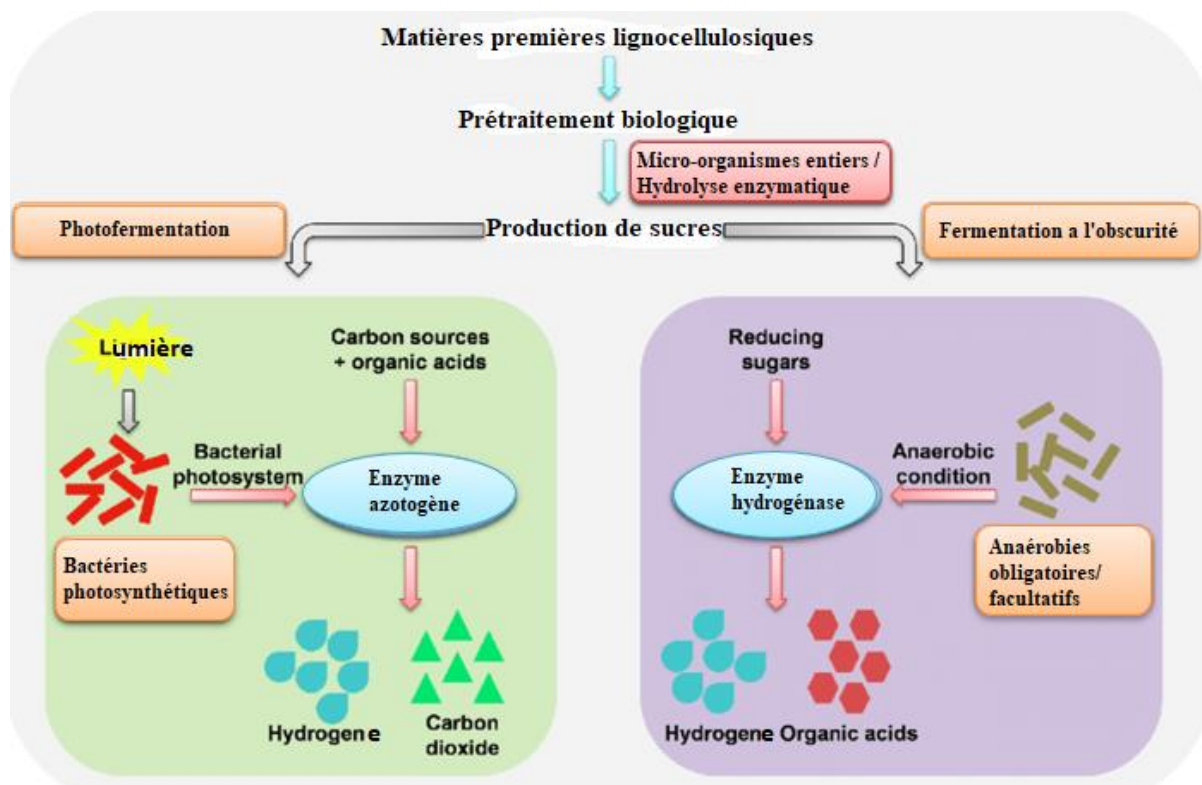 Matières premières lignocellulosiques
Prétraitement biologique
Micro-organismes entiers /
Hydrolyse enzymatique
Photofermentation
Production de sucres
Fermentation a l'obscurité
Lumière
Carbon sources
+ organic acids
Bacterial
photosystem
Enzyme
azotogène
Bactéries
photosynthétiques
Hydrogene
Carbon
dioxide
Reducing
sugars
Anaerobic
condition
Enzyme
hydrogénase
Anaérobies
obligatoires/
facultatifs
Hydrogene Organic acids